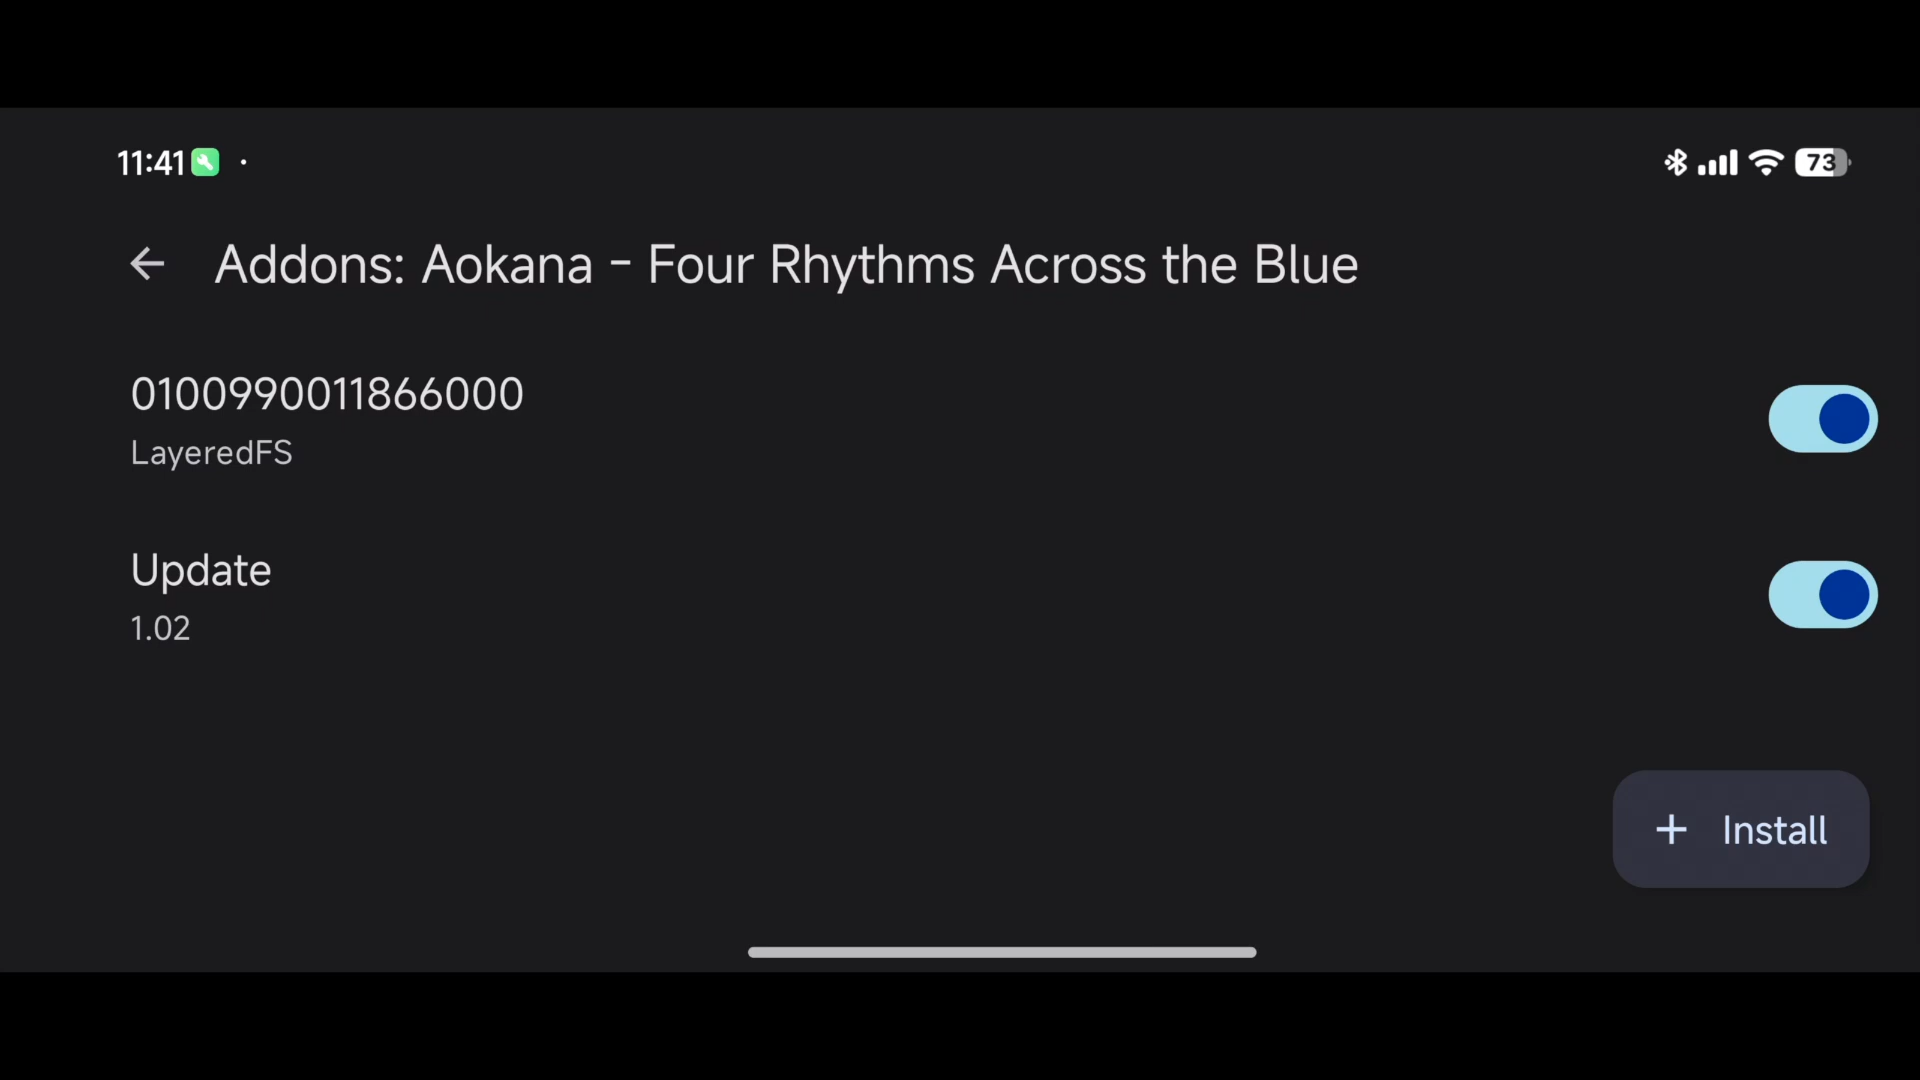 11:41
73
Addons: Aokana - Four Rhythms Across the Blue
0100990011866000
LayeredFS
Update
1.02
+ Install